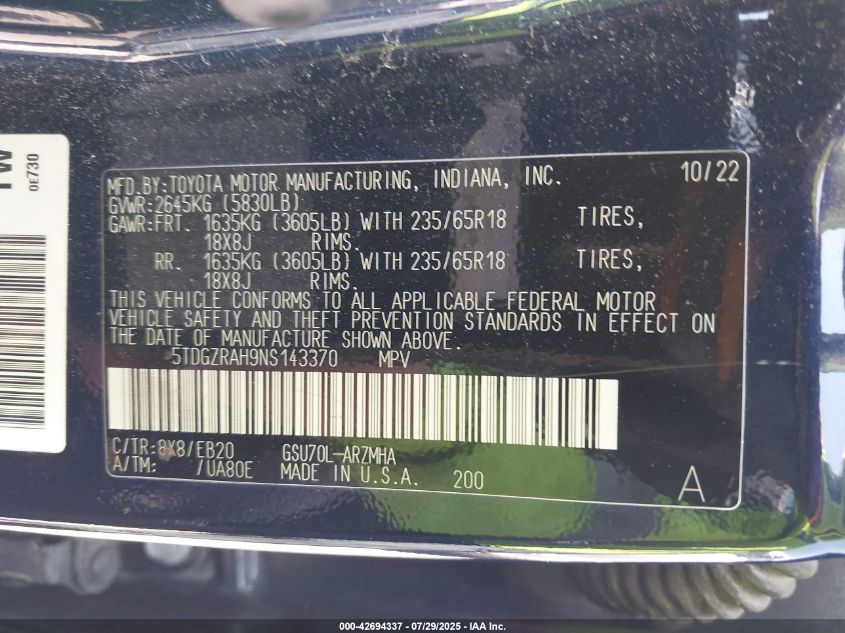 MFD.BY:TOYOTA MOTOR MANUFACTURING, INDIANA, INC. 10/22
GVWR:2645KG (5830LB)
GAWR:FRT. 1635KG (3605LB) WITH 235/65R18 TIRES,
18X8J RIMS.
RR. 1635KG (3605LB) WITH 235/65R18 TIRES,
18X8J RIMS.
THIS VEHICLE CONFORMS TO ALL APPLICABLE FEDERAL MOTOR
VEHICLE SAFETY AND THEFT PREVENTION STANDARDS IN EFFECT ON
THE DATE OF MANUFACTURE SHOWN ABOVE.
5TDGZRAH9NS143370 MPV
C/TR:8X8/EB20 GSU70L-ARZMHA
A/TM: /UA80E MADE IN U.S.A. 200
A
0E730
000-42694337 / 07/29/2025 - IAA Inc.